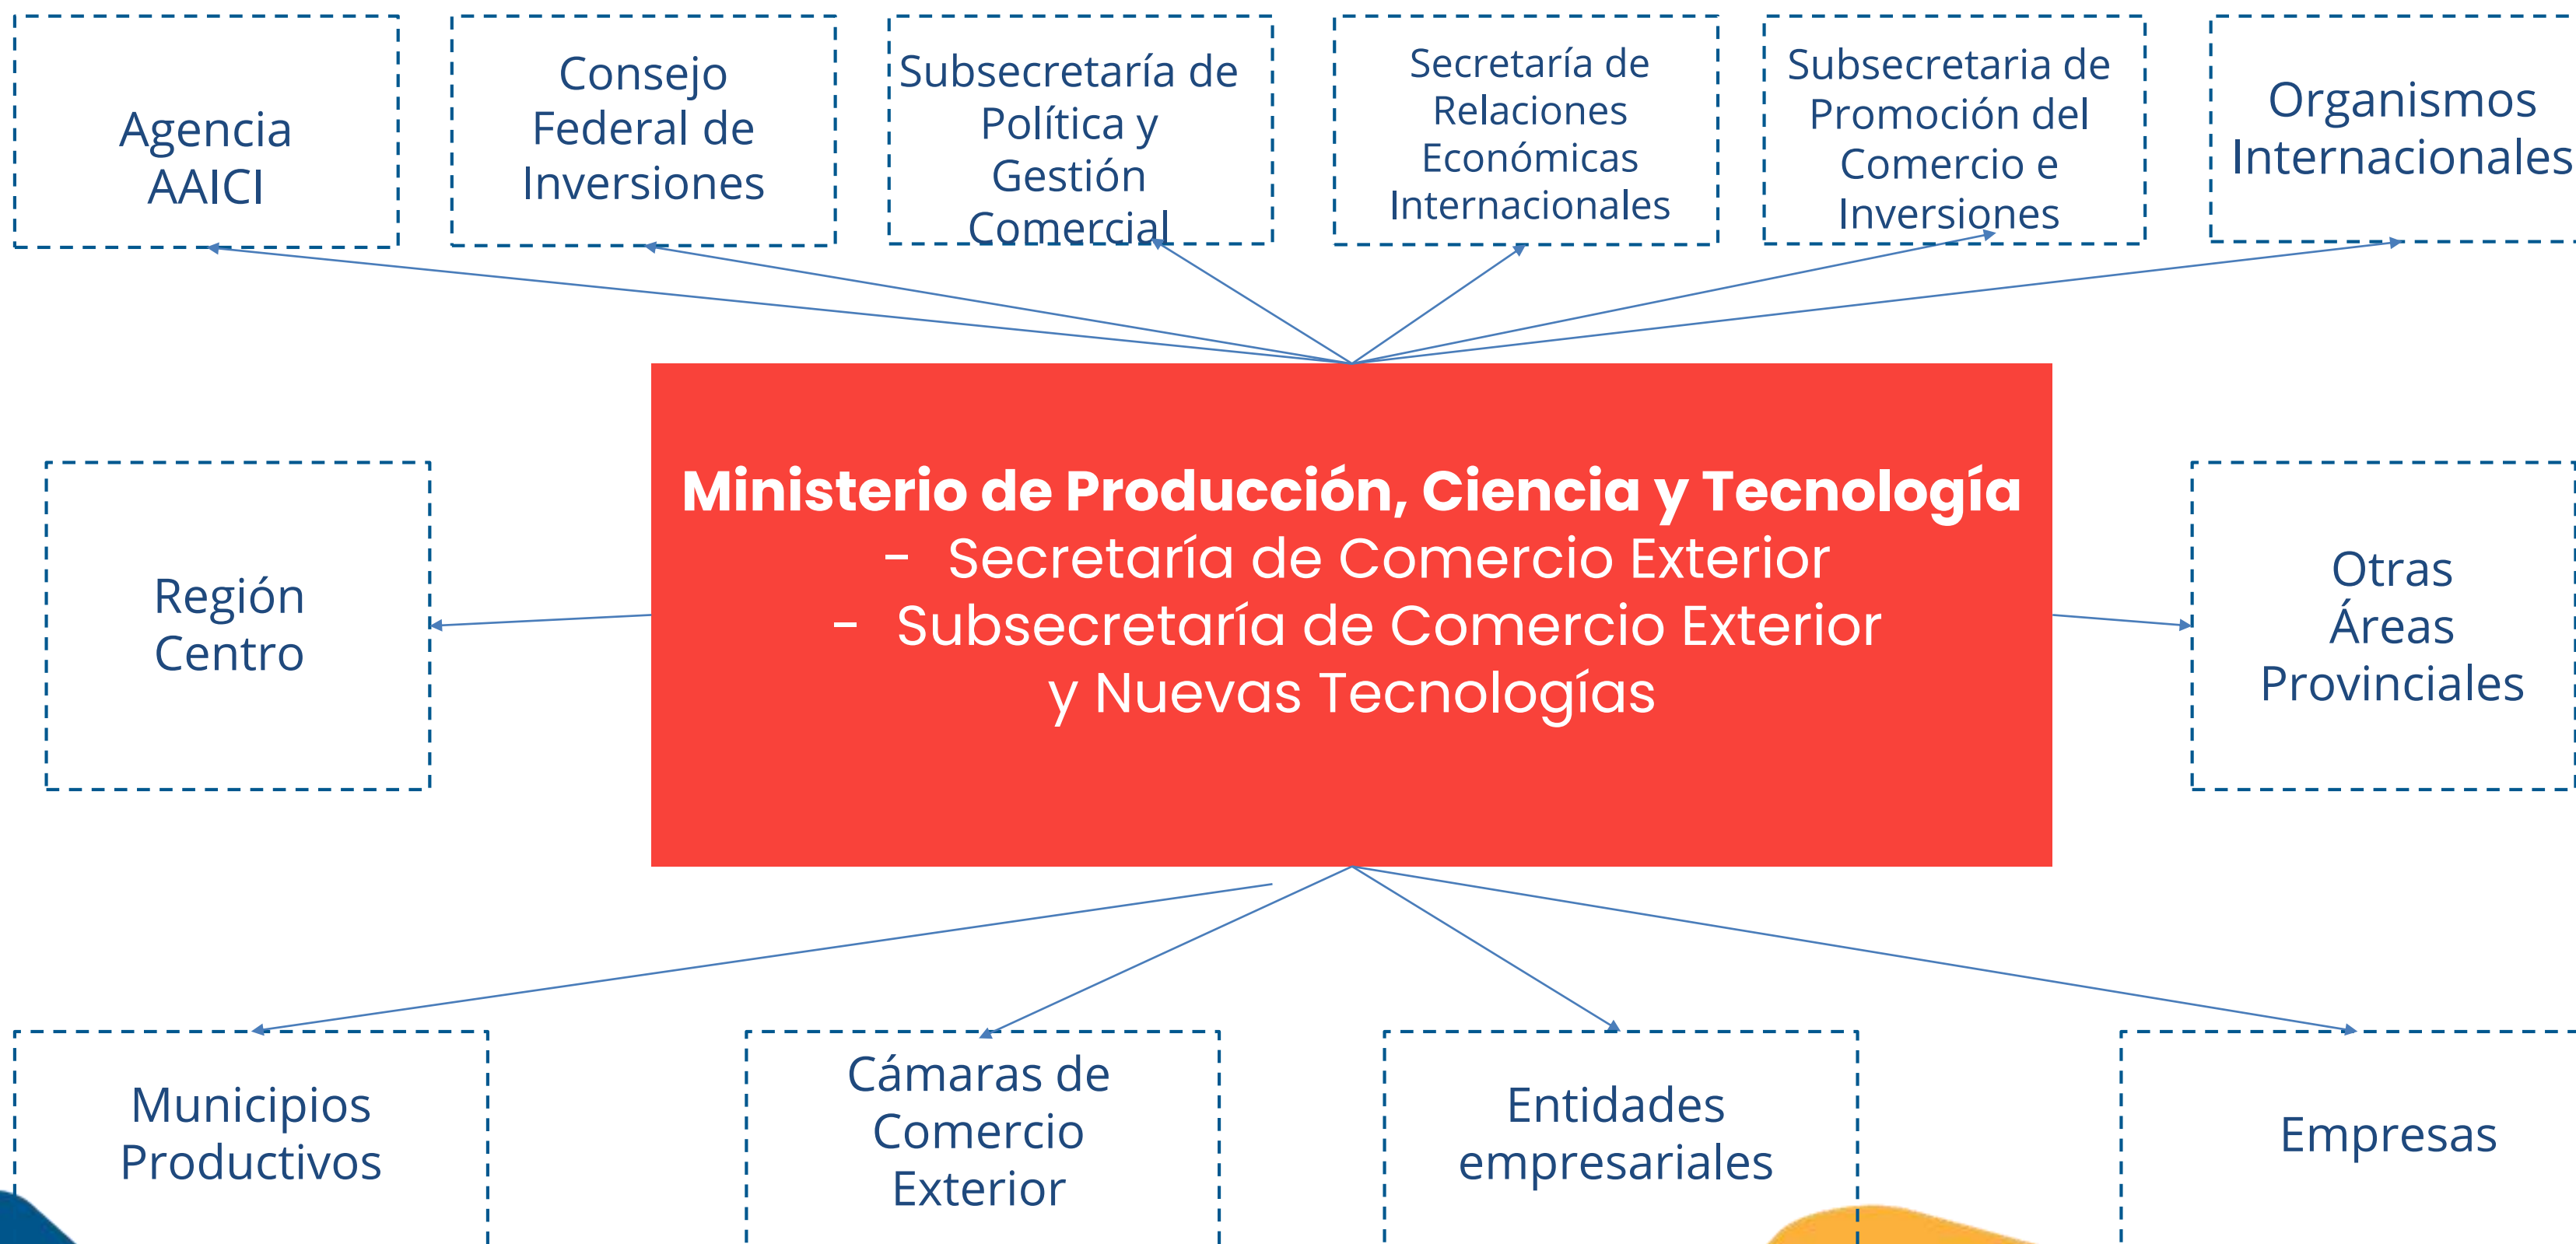 Agencia
AAICI
Consejo
Federal de
Inversiones
Subsecretaría de
Política y
Gestión
Comercial
Secretaría de
Relaciones
Económicas
Internacionales
Subsecretaria de
Promoción del
Comercio e
Inversiones
Organismos
Internacionales
Región
Centro
Ministerio de Producción, Ciencia y Tecnología
- Secretaría de Comercio Exterior
- Subsecretaría de Comercio Exterior
y Nuevas Tecnologías
Otras
Áreas
Provinciales
Municipios
Productivos
Cámaras de
Comercio
Exterior
Entidades
empresariales
Empresas